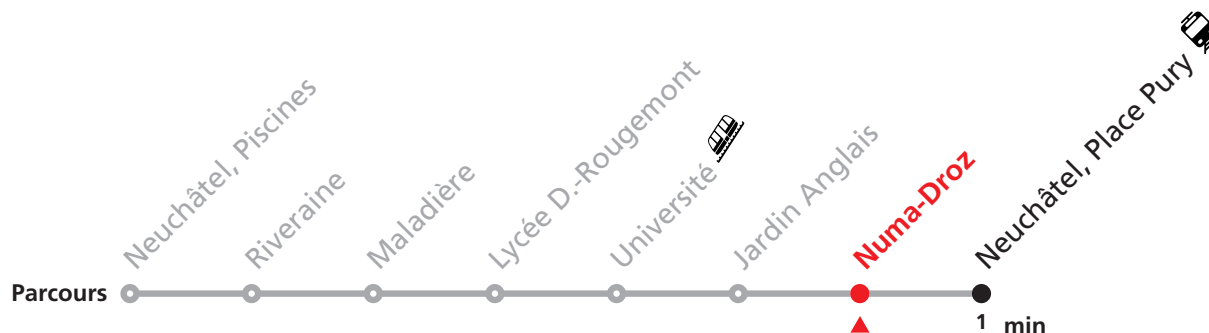 Neuchâtel, Piscines
Riveraine
Maladière
Lycée D.-Rougemont
Université
Jardin Anglais
Numa-Droz
Neuchâtel, Place Pury
Parcours
1 min